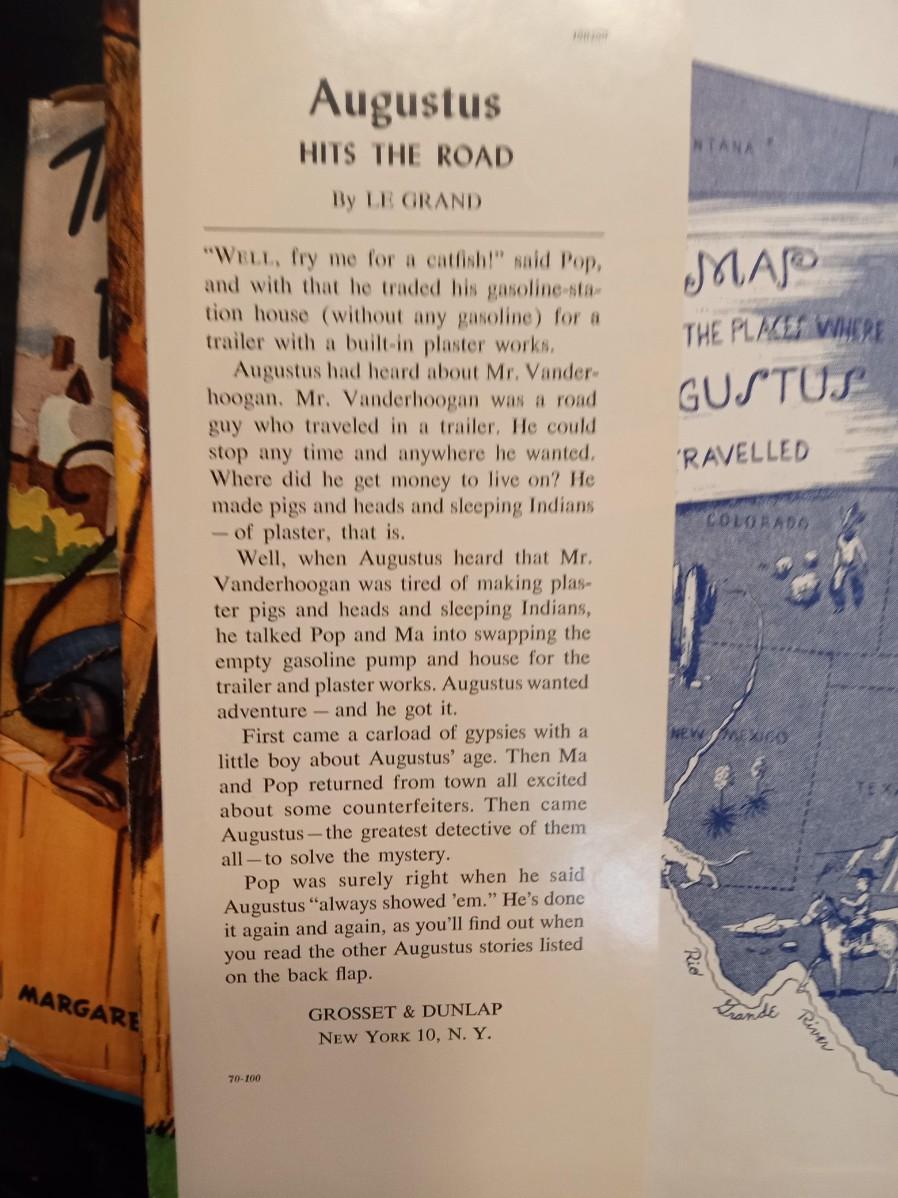 Augustus
HITS THE ROAD
By LE GRAND
“WELL, fry me for a catfish!” said Pop,
and with that he traded his gasoline-sta-
tion house (without any gasoline) for a
trailer with a built-in plaster works.
Augustus had heard about Mr. Vander-
hoogan. Mr. Vanderhoogan was a road
guy who traveled in a trailer. He could
stop any time and anywhere he wanted.
Where did he get money to live on? He
made pigs and heads and sleeping Indians
— of plaster, that is.
Well, when Augustus heard that Mr.
Vanderhoogan was tired of making plas-
ter pigs and heads and sleeping Indians,
he talked Pop and Ma into swapping the
empty gasoline pump and house for the
trailer and plaster works. Augustus wanted
adventure — and he got it.
First came a carload of gypsies with a
little boy about Augustus’ age. Then Ma
and Pop returned from town all excited
about some counterfeiters. Then came
Augustus—the greatest detective of them
all—to solve the mystery.
Pop was surely right when he said
Augustus “always showed ’em.” He’s done
it again and again, as you’ll find out when
you read the other Augustus stories listed
on the back flap.
GROSSET & DUNLAP
NEW YORK 10, N. Y.
70-100
NTANA
MAP
THE PLACES WHERE
GUSTUS
RAVELLED
COLORADO
NEW MEXICO
TEXA
Rio
Grande
River
MARGARE